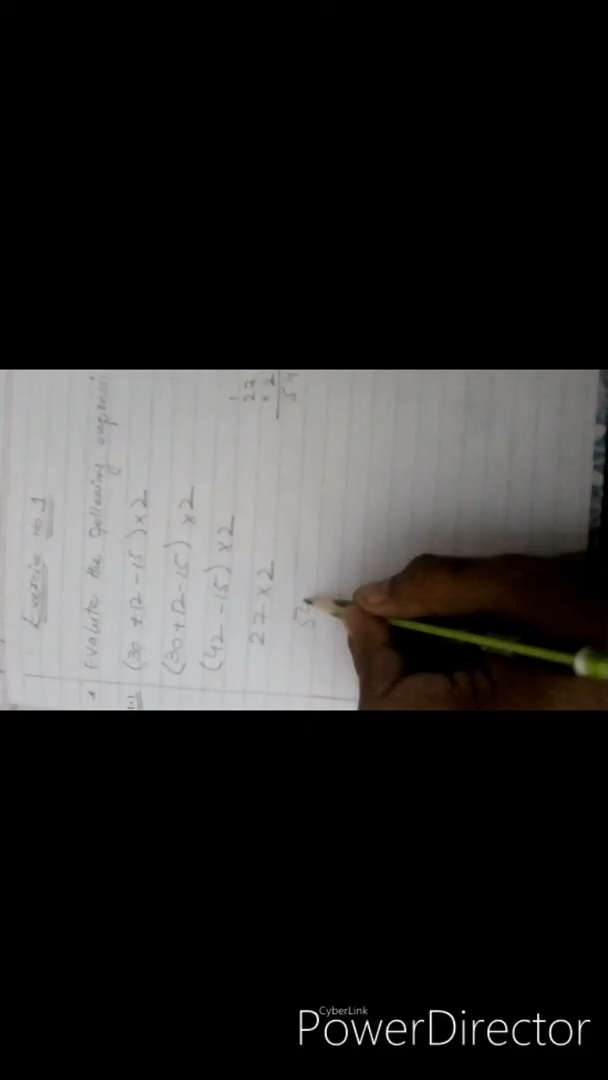 Exercise no. 1
* Evaluate the following expressi
(30 + 12 - 15) × 2
(30 + 12 - 15) × 2
(42 - 15) × 2
27 × 2
1
27
× 2
54
CyberLink
PowerDirector